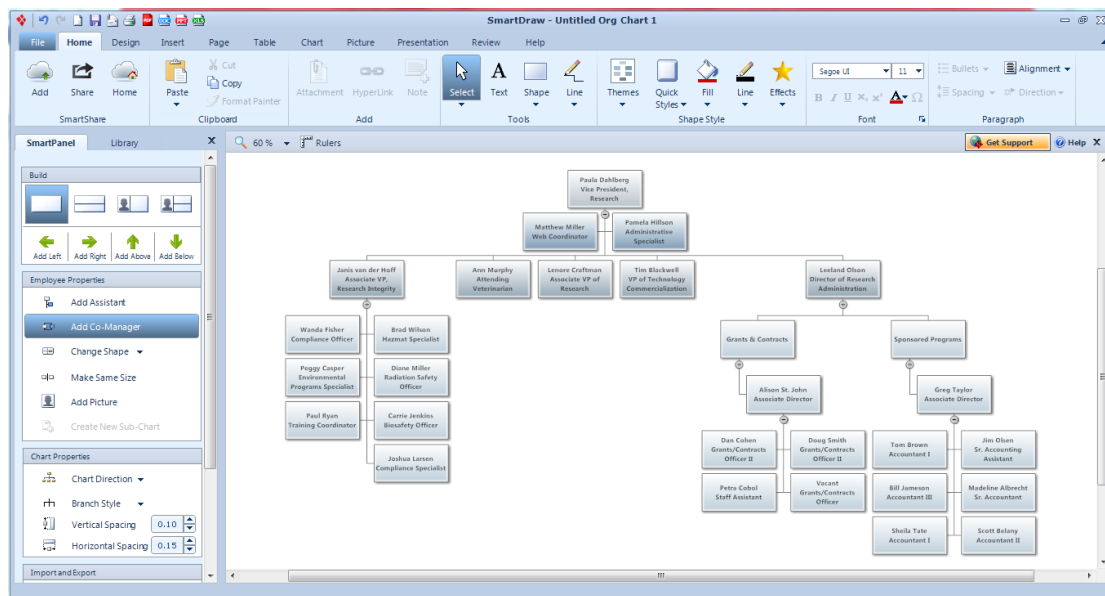 SmartDraw - Untitled Org Chart 1
File Home Design Insert Page Table Chart Picture Presentation Review Help
Add Share Home
SmartShare
Paste
Cut
Copy
Format Painter
Clipboard
Attachment HyperLink Note
Add
Select Text Shape Line
Tools
Themes Quick Styles Fill Line Effects
Shape Style
Segoe UI 11
B I U
Font
Bullets Alignment
Spacing Direction
Paragraph
SmartPanel Library X
60 % Rulers
Get Support Help X
Build
Add Left Add Right Add Above Add Below
Employee Properties
Add Assistant
Add Co-Manager
Change Shape
Make Same Size
Add Picture
Create New Sub-Chart
Chart Properties
Chart Direction
Branch Style
Vertical Spacing 0.10
Horizontal Spacing 0.15
Import and Export
Paula Dahlberg
Vice President,
Research
Matthew Miller
Web Coordinator
Pamela Hillson
Administrative
Specialist
Janis van der Hoff
Associate VP,
Research Integrity
Ann Murphy
Attending
Veterinarian
Lenore Craftman
Associate VP of
Research
Tim Blackwell
VP of Technology
Commercialization
Leeland Olson
Director of Research
Administration
Wanda Fisher
Compliance Officer
Brad Wilson
Hazmat Specialist
Peggy Casper
Environmental
Programs Specialist
Diane Miller
Radiation Safety
Officer
Paul Ryan
Training Coordinator
Carrie Jenkins
Biosafety Officer
Joshua Larsen
Compliance Specialist
Grants & Contracts
Sponsored Programs
Alison St. John
Associate Director
Greg Taylor
Associate Director
Dan Cohen
Grants/Contracts
Officer II
Doug Smith
Grants/Contracts
Officer II
Petra Cobol
Staff Assistant
Vacant
Grants/Contracts
Officer
Tom Brown
Accountant I
Jim Olsen
Sr. Accounting
Assistant
Bill Jameson
Accountant III
Madeline Albrecht
Sr. Accountant
Sheila Tate
Accountant I
Scott Belany
Accountant II